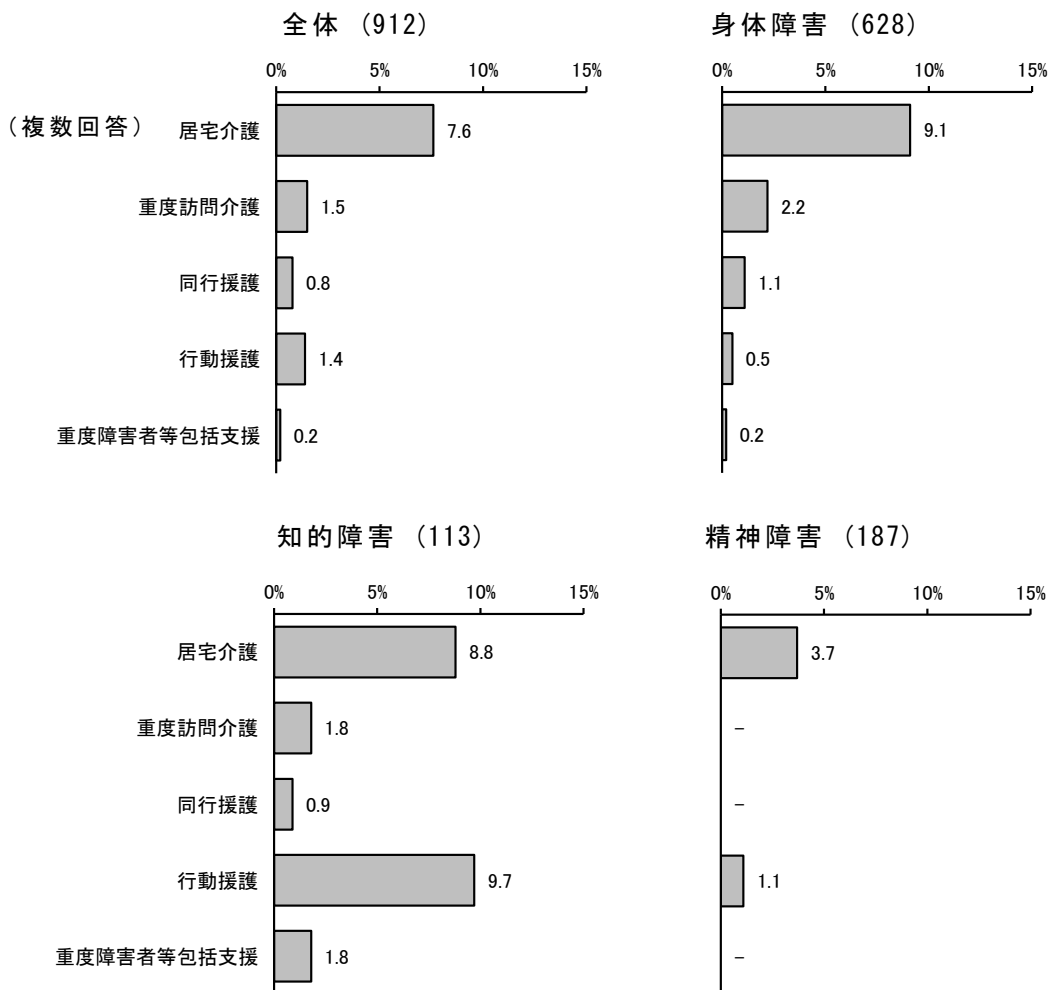 全体 (912)
身体障害 (628)
0% 5% 10% 15%
0% 5% 10% 15%
(複数回答)
居宅介護 7.6 9.1
重度訪問介護 1.5 2.2
同行援護 0.8 1.1
行動援護 1.4 0.5
重度障害者等包括支援 0.2 0.2
知的障害 (113)
精神障害 (187)
0% 5% 10% 15%
0% 5% 10% 15%
居宅介護 8.8 3.7
重度訪問介護 1.8 –
同行援護 0.9 –
行動援護 9.7 1.1
重度障害者等包括支援 1.8 –